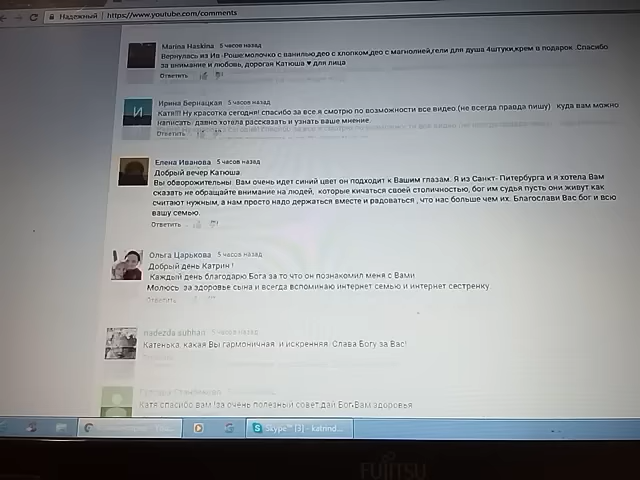 Надежный https://www.youtube.com/comments
Marina Haskina 5 часов назад
Вернулась из Ив-Роше:молочко с ванилью,део с хлопком,део с магнолией,гели для душа 4штуки,крем в подарок. Спасибо
за внимание и любовь, дорогая Катюша ♥ для лица
Ответить
И Ирина Бернацкая 5 часов назад
Катя!!! Ну красотка сегодня! спасибо за все.я смотрю по возможности все видео.(не всегда правда пишу) куда вам можно
написать, давно хотела рассказать и узнать ваше мнение.
Ответить
Елена Иванова 5 часов назад
Добрый вечер Катюша.
Вы обворожительны. Вам очень идет синий цвет он подходит к Вашим глазам. Я из Санкт- Питербурга и я хотела Вам
сказать не обращайте внимание на людей, которые кичаться своей столичностью, бог им судья пусть они живут как
считают нужным, а нам просто надо держаться вместе и радоваться , что нас больше чем их. Благослави Вас бог и всю
вашу семью.
Ответить
Ольга Царькова 5 часов назад
Добрый день Катрин !
Каждый день благодарю Бога за то что он познакомил меня с Вами.
Молюсь за здоровье сына и всегда вспоминаю интернет семью и интернет сестренку.
Ответить
nadezda suhhan 5 часов назад
Катенька, какая Вы гармоничная и искренняя. Слава Богу за Вас!
Катя спасибо вам !за очень полезный совет дай Бог.Вам здоровья
Skype™ [3] - katrind...
FUJITSU